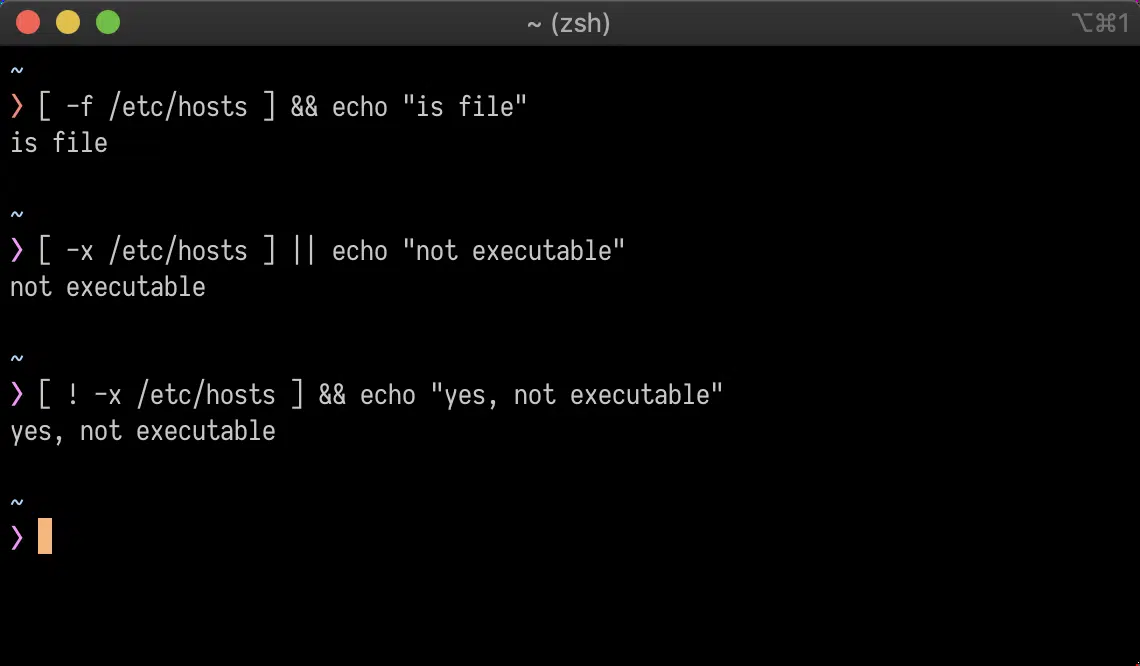 ~ (zsh)
⌥⌘1
~
❯ [ -f /etc/hosts ] && echo "is file"
is file
~
❯ [ -x /etc/hosts ] || echo "not executable"
not executable
~
❯ [ ! -x /etc/hosts ] && echo "yes, not executable"
yes, not executable
~
❯